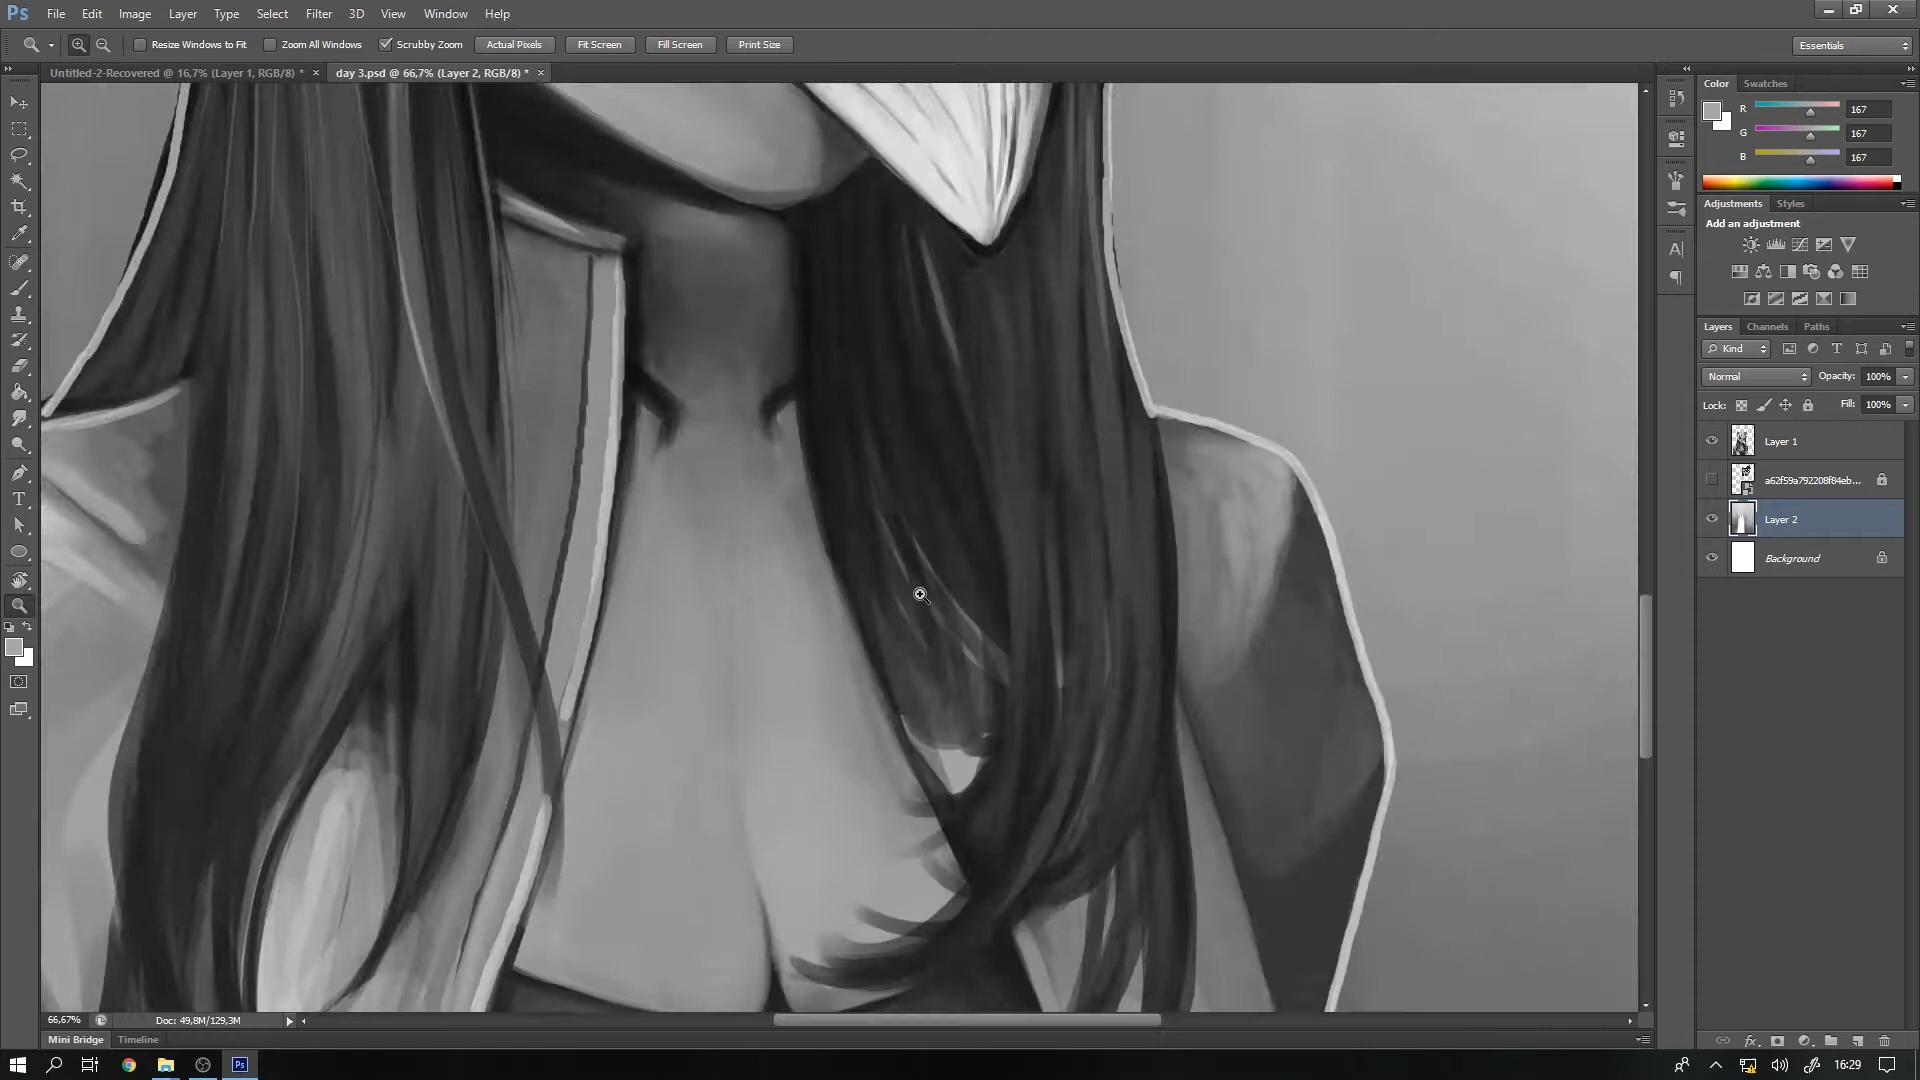 Ps File Edit Image Layer Type Select Filter 3D View Window Help
Resize Windows to Fit Zoom All Windows Scrubby Zoom Actual Pixels Fit Screen Fill Screen Print Size Essentials
Untitled-2-Recovered @ 16,7% (Layer 1, RGB/8) * × day 3.psd @ 66,7% (Layer 2, RGB/8) * ×
Color Swatches
R 167
G 167
B 167
Adjustments Styles
Add an adjustment
Layers Channels Paths
Kind
Normal Opacity: 100%
Lock: Fill: 100%
Layer 1
a62f59a792208f84eb...
Layer 2
Background
66,67% Doc: 49,8M/129,3M
Mini Bridge Timeline
Ps 16:29